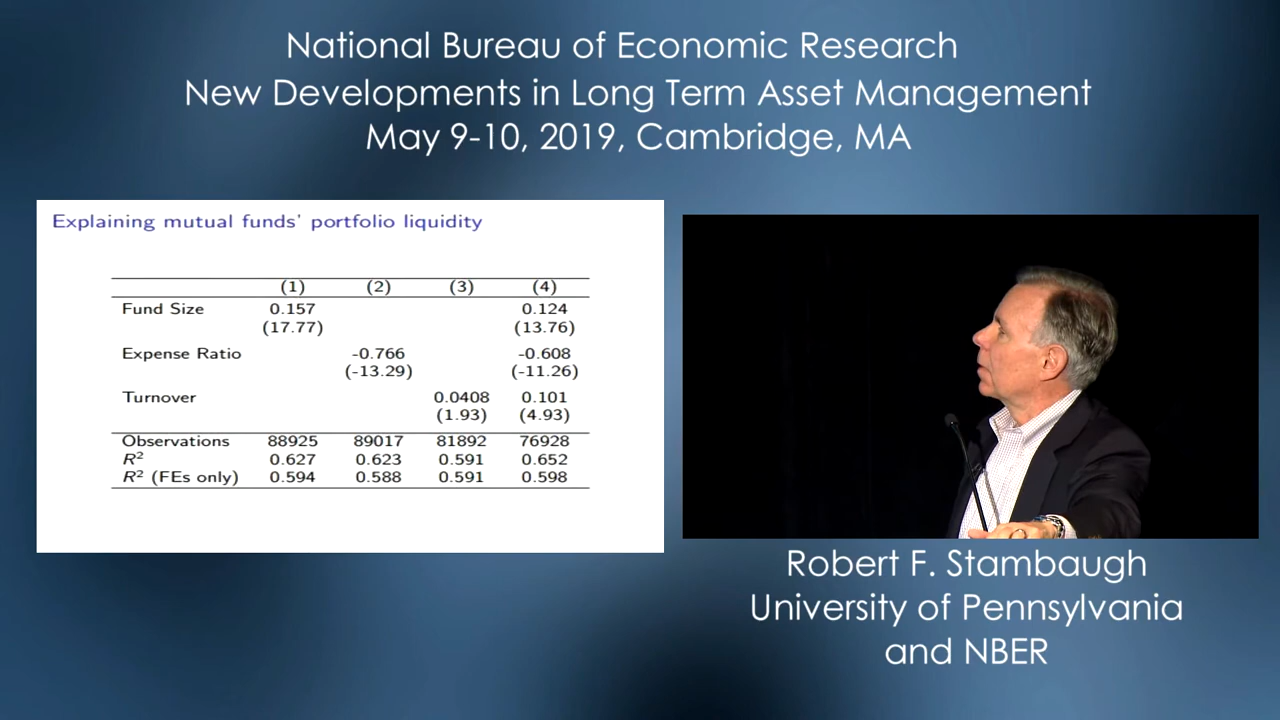 National Bureau of Economic Research
New Developments in Long Term Asset Management
May 9-10, 2019, Cambridge, MA
Explaining mutual funds' portfolio liquidity
(1) (2) (3) (4)
Fund Size 0.157 0.124
(17.77) (13.76)
Expense Ratio -0.766 -0.608
(-13.29) (-11.26)
Turnover 0.0408 0.101
(1.93) (4.93)
Observations 88925 89017 81892 76928
R² 0.627 0.623 0.591 0.652
R² (FEs only) 0.594 0.588 0.591 0.598
Robert F. Stambaugh
University of Pennsylvania
and NBER